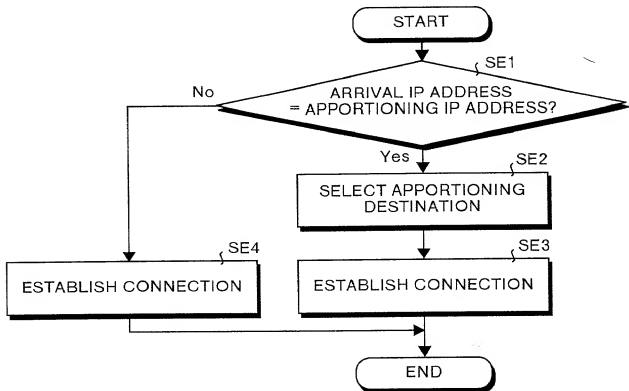 START
SE1
ARRIVAL IP ADDRESS
= APPORTIONING IP ADDRESS?
No
Yes
SE2
SELECT APPORTIONING
DESTINATION
SE4
ESTABLISH CONNECTION
SE3
ESTABLISH CONNECTION
END